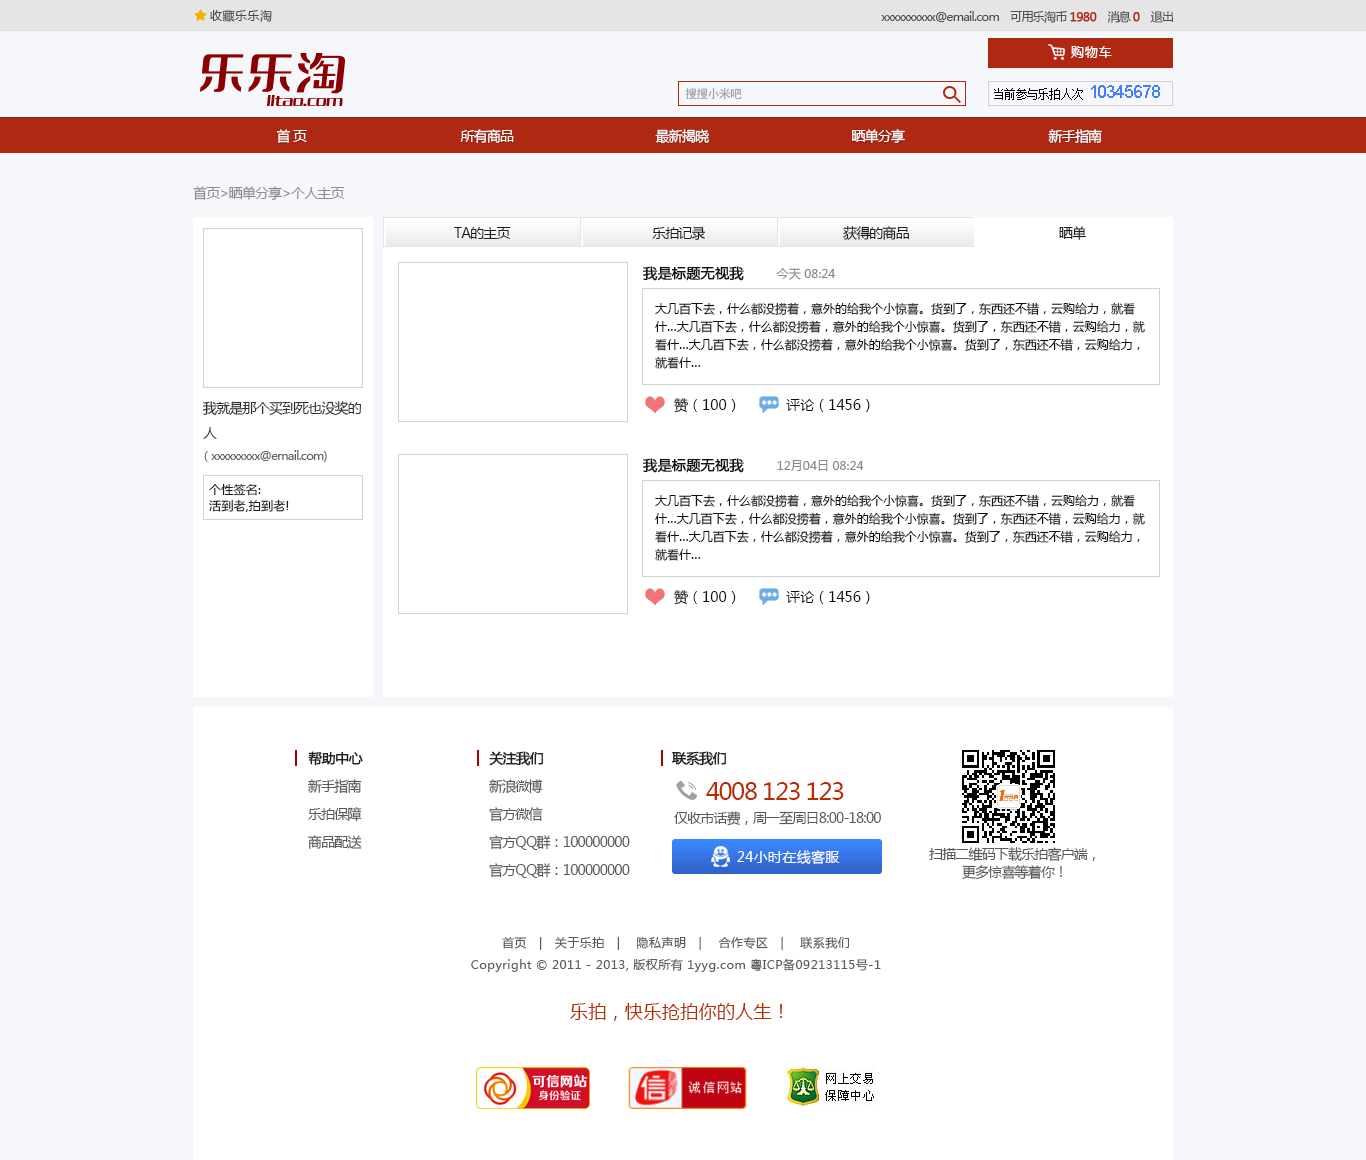 收藏乐乐淘
xxxxxxxxxx@email.com 可用乐淘币 1980 消息 0 退出
乐乐淘
lltao.com
购物车
搜搜小米吧
当前参与乐拍人次 10345678
首 页 所有商品 最新揭晓 晒单分享 新手指南
首页>晒单分享>个人主页
TA的主页 乐拍记录 获得的商品 晒单
我就是那个买到死也没奖的
人
( xxxxxxxxx@email.com)
个性签名:
活到老,拍到老!
我是标题无视我 今天 08:24
大几百下去，什么都没捞着，意外的给我个小惊喜。货到了，东西还不错，云购给力，就看
什...大几百下去，什么都没捞着，意外的给我个小惊喜。货到了，东西还不错，云购给力，就
看什...大几百下去，什么都没捞着，意外的给我个小惊喜。货到了，东西还不错，云购给力，
就看什...
赞（100） 评论（1456）
我是标题无视我 12月04日 08:24
大几百下去，什么都没捞着，意外的给我个小惊喜。货到了，东西还不错，云购给力，就看
什...大几百下去，什么都没捞着，意外的给我个小惊喜。货到了，东西还不错，云购给力，就
看什...大几百下去，什么都没捞着，意外的给我个小惊喜。货到了，东西还不错，云购给力，
就看什...
赞（100） 评论（1456）
帮助中心
新手指南
乐拍保障
商品配送
关注我们
新浪微博
官方微信
官方QQ群：100000000
官方QQ群：100000000
联系我们
4008 123 123
仅收市话费，周一至周日8:00-18:00
24小时在线客服
扫描二维码下载乐拍客户端，
更多惊喜等着你！
首页 | 关于乐拍 | 隐私声明 | 合作专区 | 联系我们
Copyright © 2011 - 2013, 版权所有 1yyg.com 粤ICP备09213115号-1
乐拍，快乐抢拍你的人生！
可信网站
身份验证
信 诚信网站
网上交易
保障中心